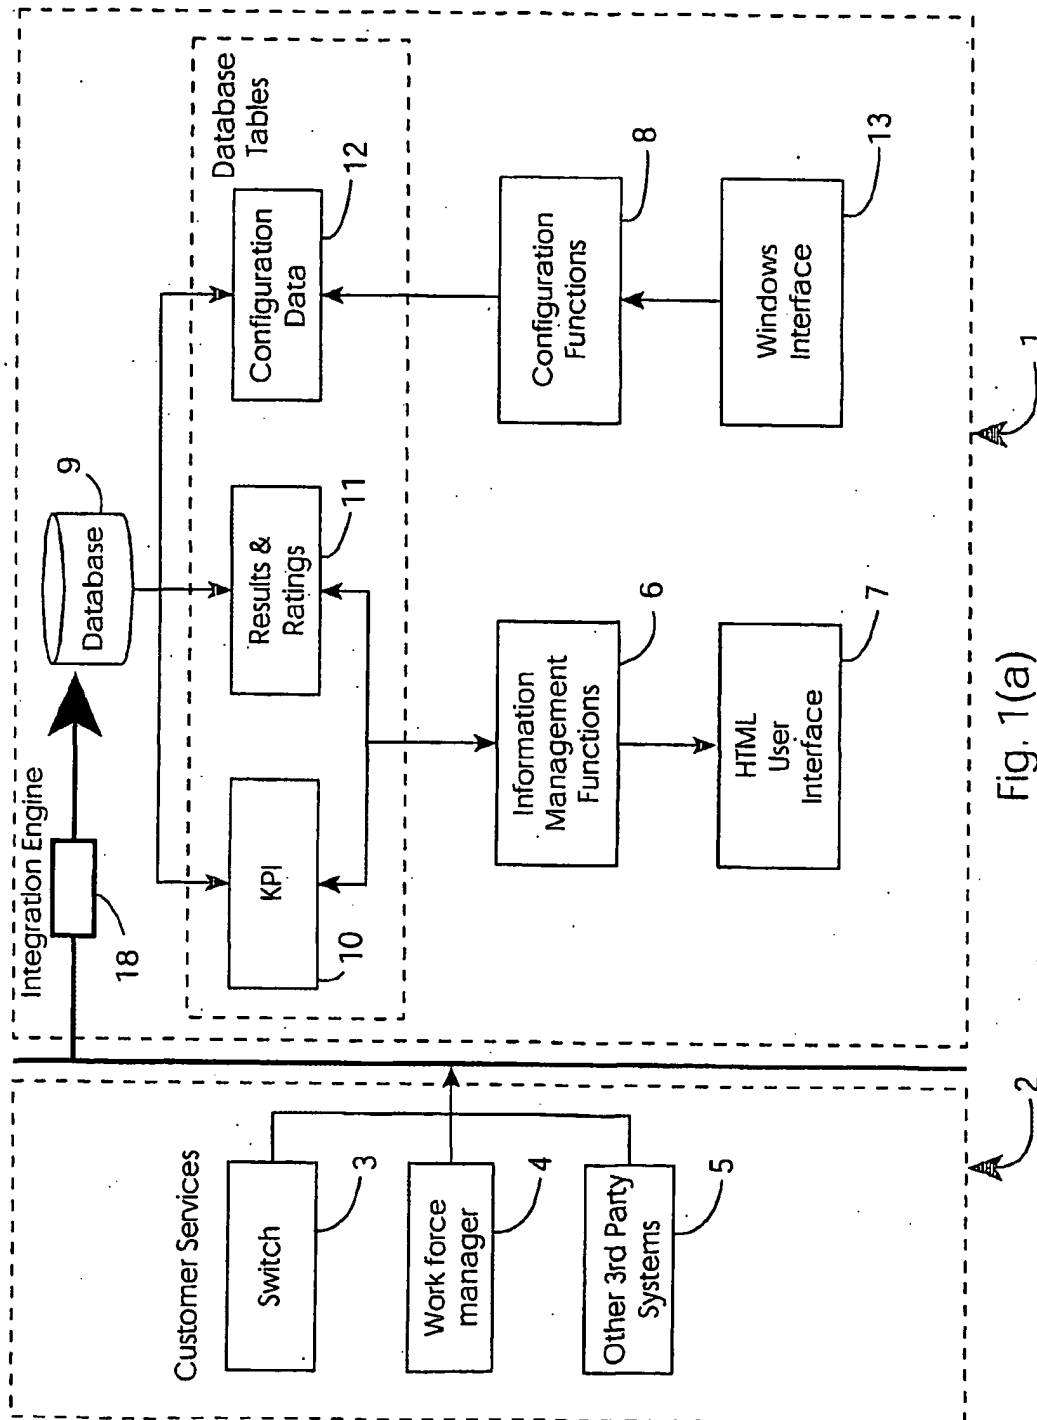 Customer Services
Switch
3
Work force
manager
4
Other 3rd Party
Systems
5
2
Integration Engine
18
Database
9
Database
Tables
KPI
10
Results &
Ratings
11
Configuration
Data
12
Information
Management
Functions
6
Configuration
Functions
8
HTML
User
Interface
7
Windows
Interface
13
1
Fig. 1(a)